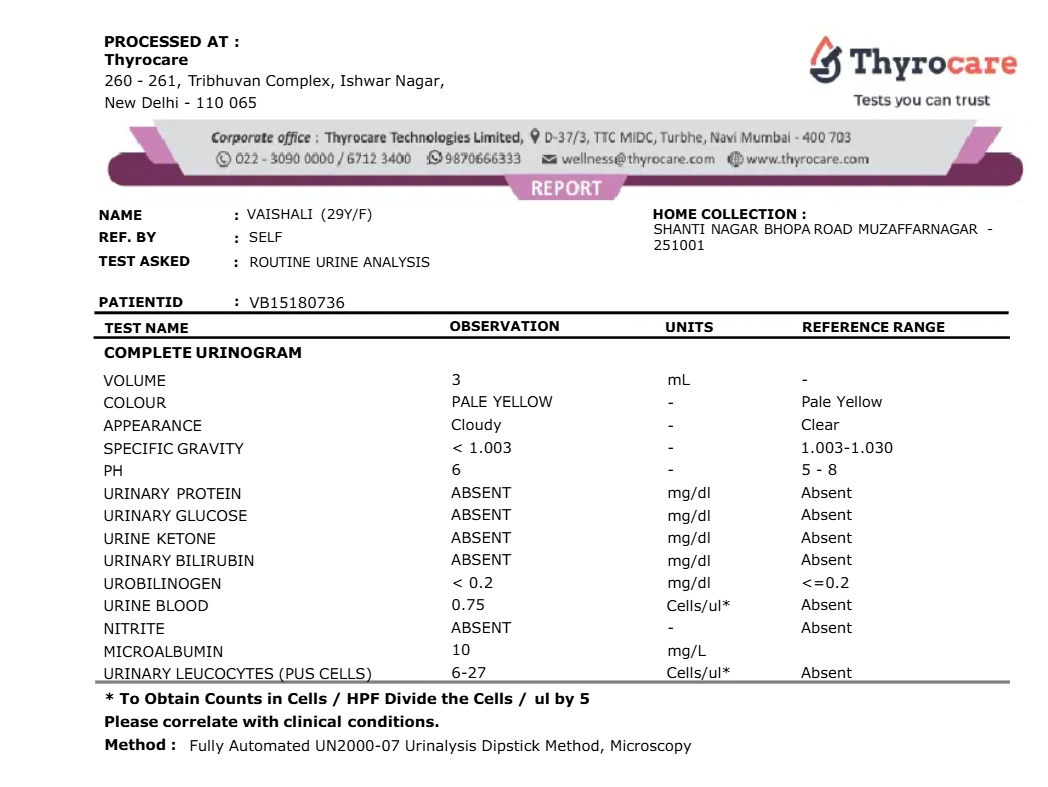 PROCESSED AT :
Thyrocare
260 - 261, Tribhuvan Complex, Ishwar Nagar,
New Delhi - 110 065
Thyrocare
Tests you can trust
Corporate office : Thyrocare Technologies Limited, D-37/3, TTC MIDC, Turbhe, Navi Mumbai - 400 703
022 - 3090 0000 / 6712 3400 9870666333 wellness@thyrocare.com www.thyrocare.com
REPORT
NAME : VAISHALI (29Y/F)
REF. BY : SELF
TEST ASKED : ROUTINE URINE ANALYSIS
HOME COLLECTION :
SHANTI NAGAR BHOPA ROAD MUZAFFARNAGAR -
251001
PATIENTID : VB15180736
TEST NAME OBSERVATION UNITS REFERENCE RANGE
COMPLETE URINOGRAM
VOLUME 3 mL -
COLOUR PALE YELLOW - Pale Yellow
APPEARANCE Cloudy - Clear
SPECIFIC GRAVITY < 1.003 - 1.003-1.030
PH 6 - 5 - 8
URINARY PROTEIN ABSENT mg/dl Absent
URINARY GLUCOSE ABSENT mg/dl Absent
URINE KETONE ABSENT mg/dl Absent
URINARY BILIRUBIN ABSENT mg/dl Absent
UROBILINOGEN < 0.2 mg/dl <=0.2
URINE BLOOD 0.75 Cells/ul* Absent
NITRITE ABSENT - Absent
MICROALBUMIN 10 mg/L
URINARY LEUCOCYTES (PUS CELLS) 6-27 Cells/ul* Absent
* To Obtain Counts in Cells / HPF Divide the Cells / ul by 5
Please correlate with clinical conditions.
Method : Fully Automated UN2000-07 Urinalysis Dipstick Method, Microscopy